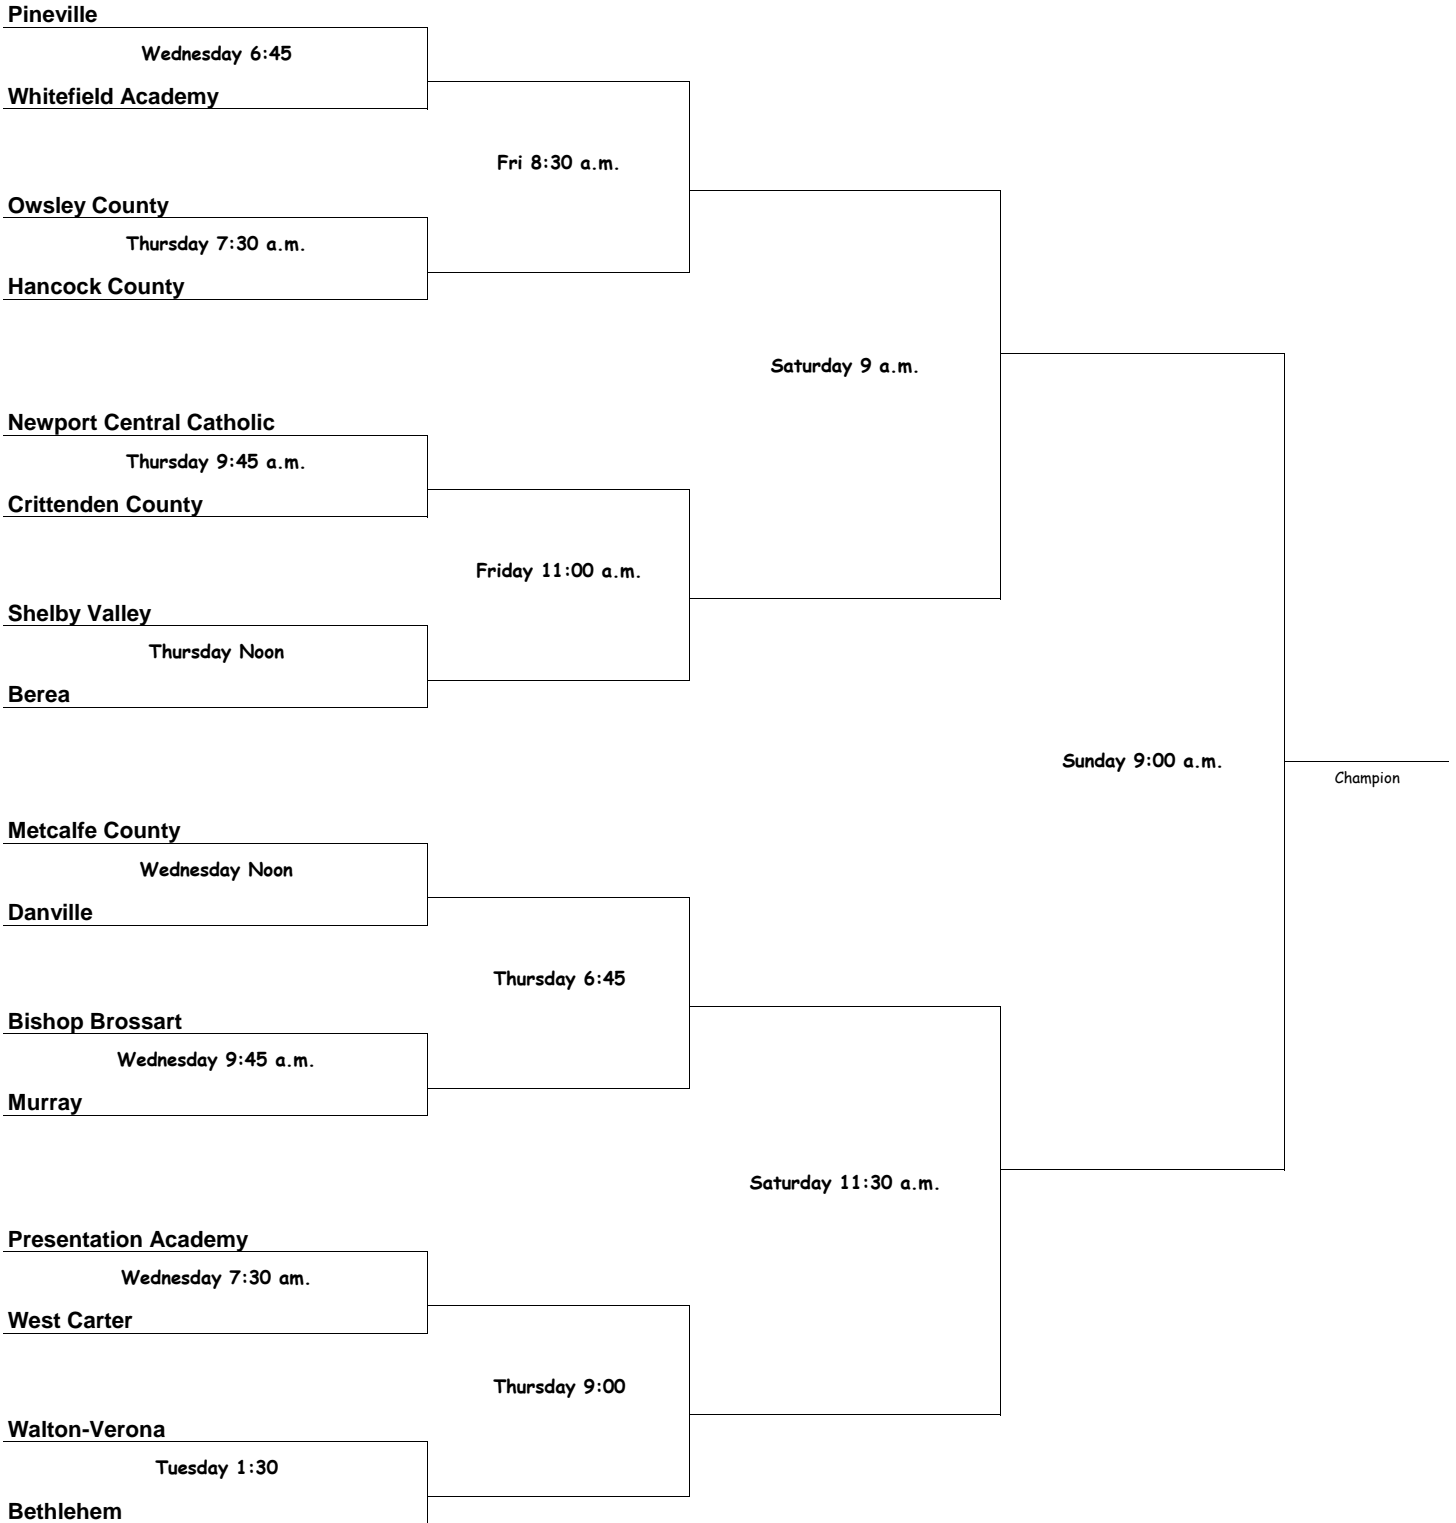 Pineville
Wednesday 6:45
Whitefield Academy
Fri 8:30 a.m.
Owsley County
Thursday 7:30 a.m.
Hancock County
Saturday 9 a.m.
Newport Central Catholic
Thursday 9:45 a.m.
Crittenden County
Friday 11:00 a.m.
Shelby Valley
Thursday Noon
Berea
Sunday 9:00 a.m.
Champion
Metcalfe County
Wednesday Noon
Danville
Thursday 6:45
Bishop Brossart
Wednesday 9:45 a.m.
Murray
Saturday 11:30 a.m.
Presentation Academy
Wednesday 7:30 am.
West Carter
Thursday 9:00
Walton-Verona
Tuesday 1:30
Bethlehem